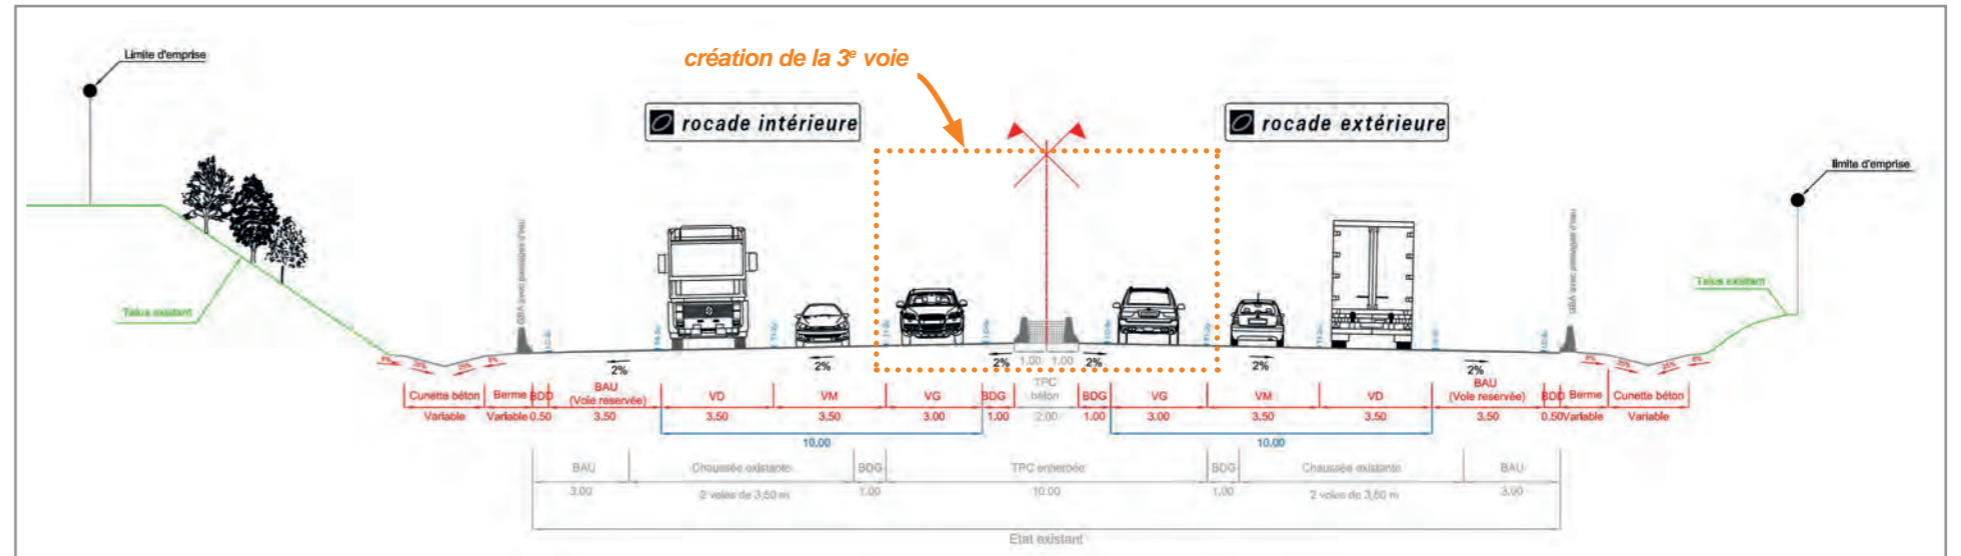 création de la 3e voie
Limite d'emprise
rocade intérieure
rocade extérieure
limite d'emprise
Talus existant
Talus existant
2% 2% 2% 1.00 1.00 2% 2% 2%
Cunette béton Berme BDD BAU VD VM VG BDG TPC BDG VG VM VD BAU BDD Berme Cunette béton
(Voie reservée) béton (Voie reservée)
Variable Variable 0.50 3.50 3.50 3.50 3.00 1.00 2.00 1.00 3.00 3.50 3.50 3.50 0.50 Variable Variable
10.00 10.00
BAU Chaussée existante BDG TPC enherbée BDG Chaussée existante BAU
3.00 2 voies de 3,50 m 1.00 10.00 1.00 2 voies de 3,50 m 3.00
Etat existant